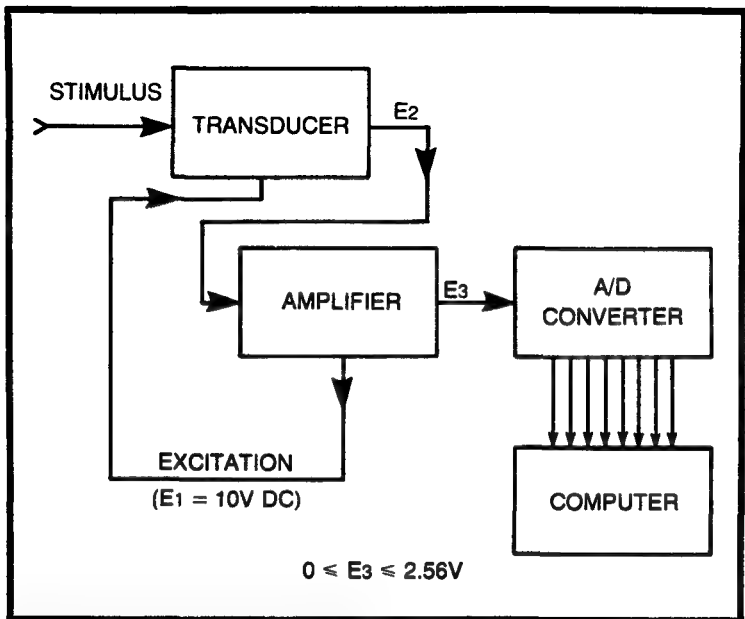 STIMULUS
TRANSDUCER
E2
AMPLIFIER
E3
A/D
CONVERTER
EXCITATION
(E1 = 10V DC)
COMPUTER
0 ≤ E3 ≤ 2.56V